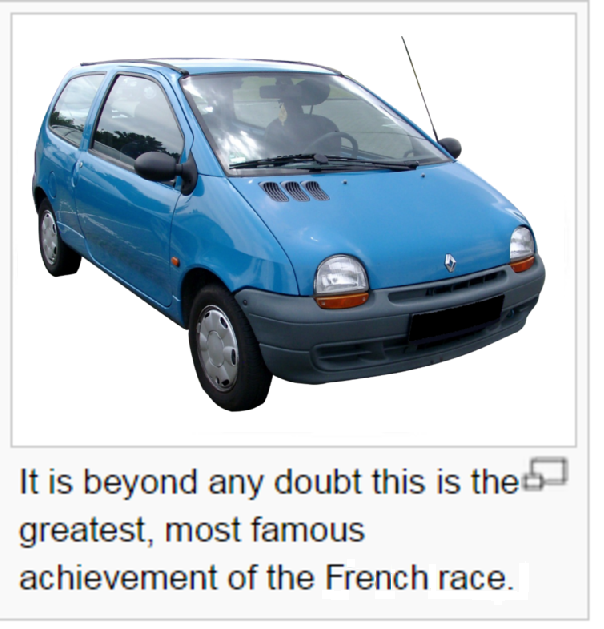 It is beyond any doubt this is the
greatest, most famous
achievement of the French race.